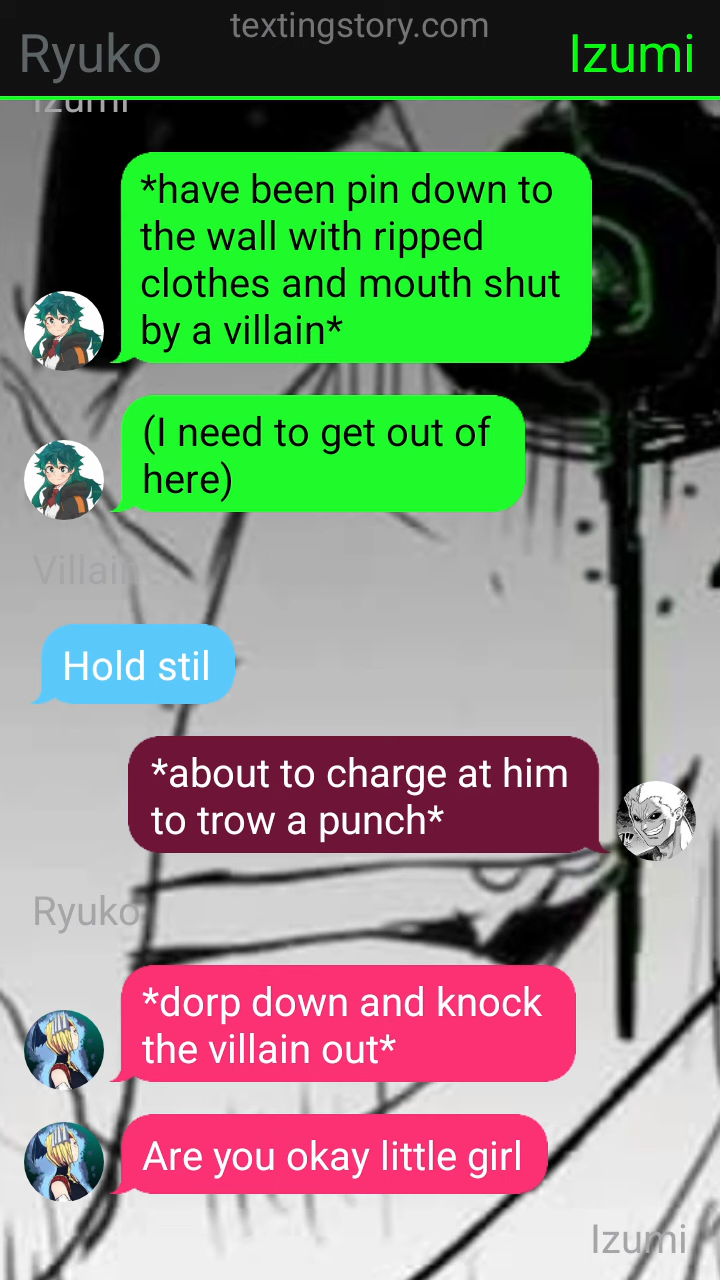 textingstory.com
Ryuko
Izumi
Izumi
*have been pin down to
the wall with ripped
clothes and mouth shut
by a villain*
(I need to get out of
here)
Villain
Hold stil
*about to charge at him
to trow a punch*
Ryuko
*dorp down and knock
the villain out*
Are you okay little girl
Izumi